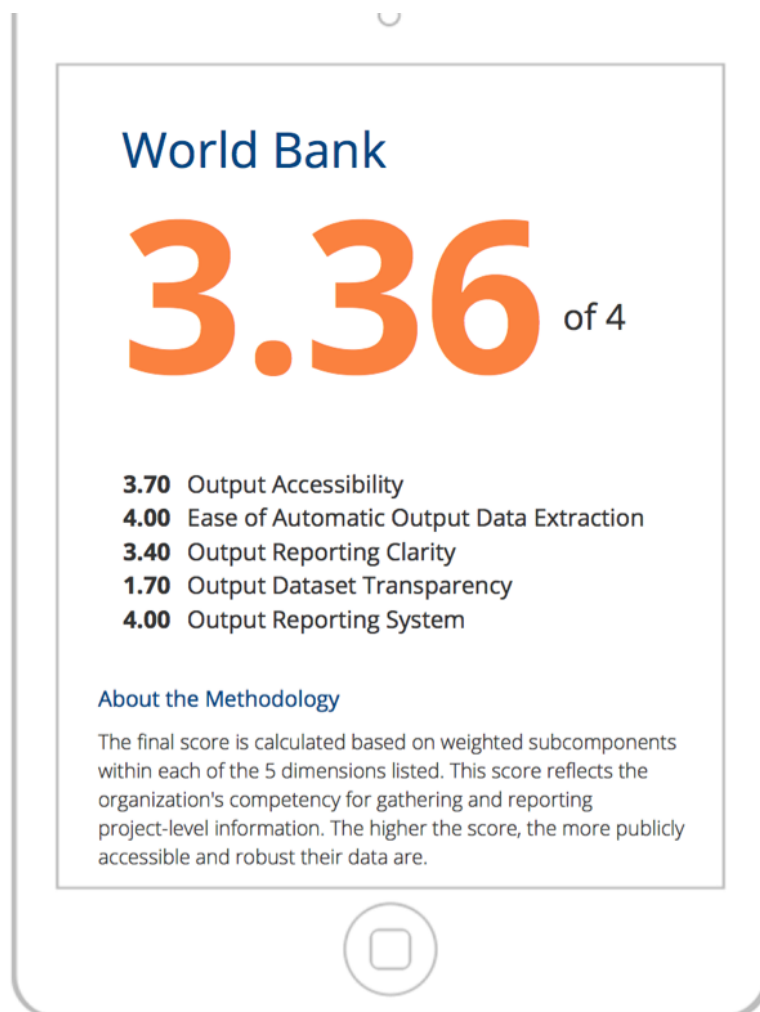 World Bank
3.36 of 4
3.70 Output Accessibility
4.00 Ease of Automatic Output Data Extraction
3.40 Output Reporting Clarity
1.70 Output Dataset Transparency
4.00 Output Reporting System
About the Methodology
The final score is calculated based on weighted subcomponents
within each of the 5 dimensions listed. This score reflects the
organization's competency for gathering and reporting
project-level information. The higher the score, the more publicly
accessible and robust their data are.